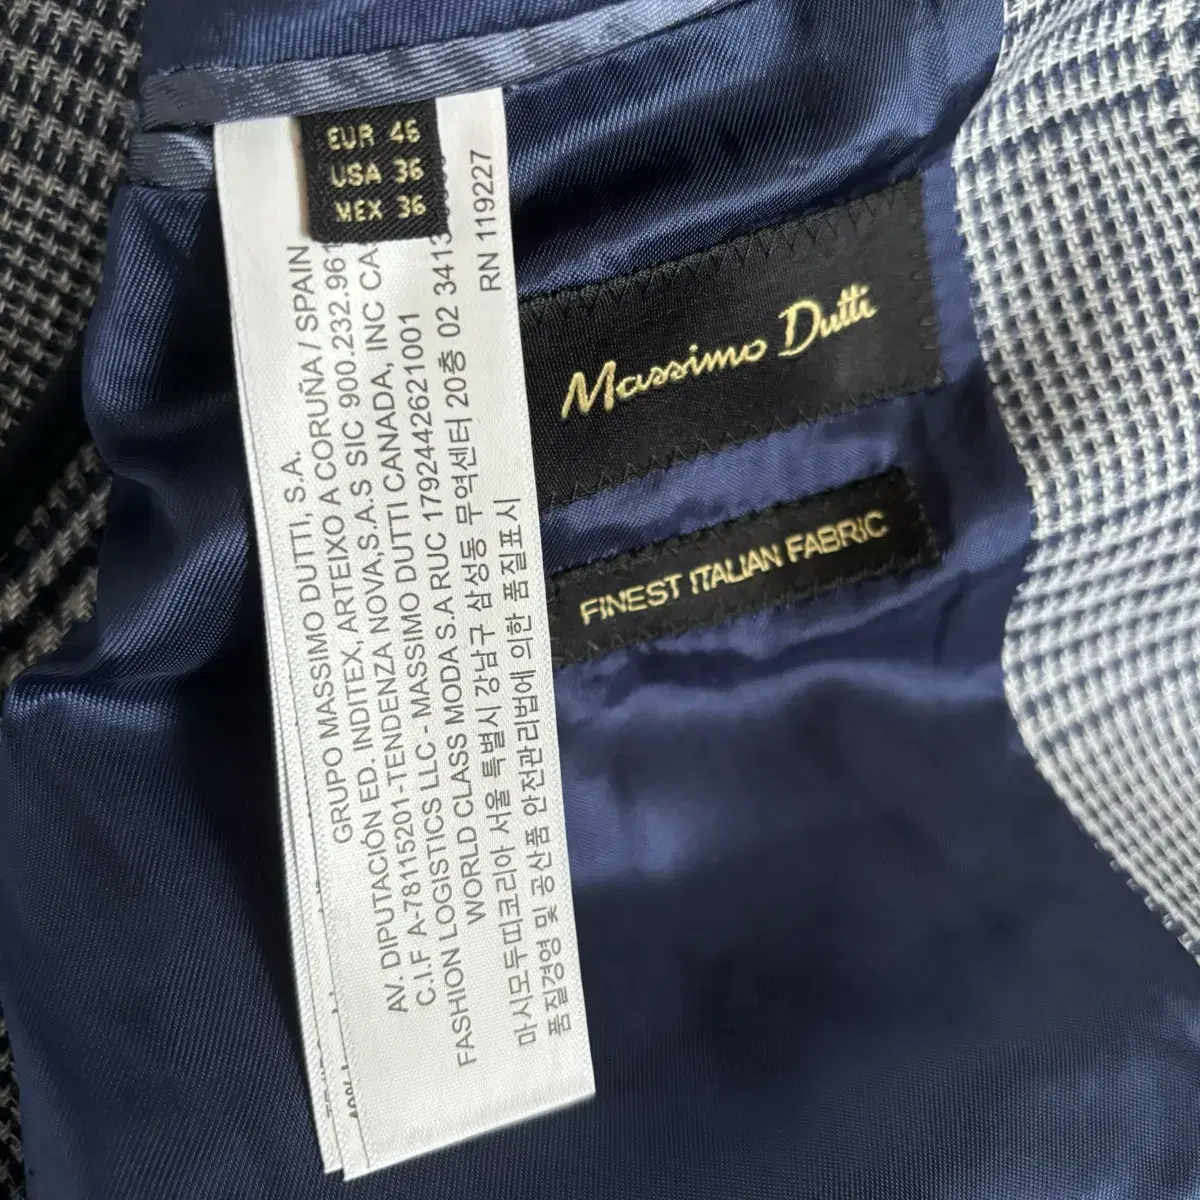 EUR 46
USA 36
MEX 36
RN 119227
GRUPO MASSIMO DUTTI, S.A.
AV. DIPUTACIÓN ED. INDITEX, ARTEIXO A CORUÑA / SPAIN
C.I.F A-78115201-TENDENZA NOVA,S.A.S SIC 900.232.961
FASHION LOGISTICS LLC - MASSIMO DUTTI CANADA, INC CA
WORLD CLASS MODA S.A RUC 1792442621001
마시모두띠코리아 서울 특별시 강남구 삼성동 무역센터 20층 02 3413
품질경영 및 공산품 안전관리법에 의한 품질표시
Massimo Dutti
FINEST ITALIAN FABRIC